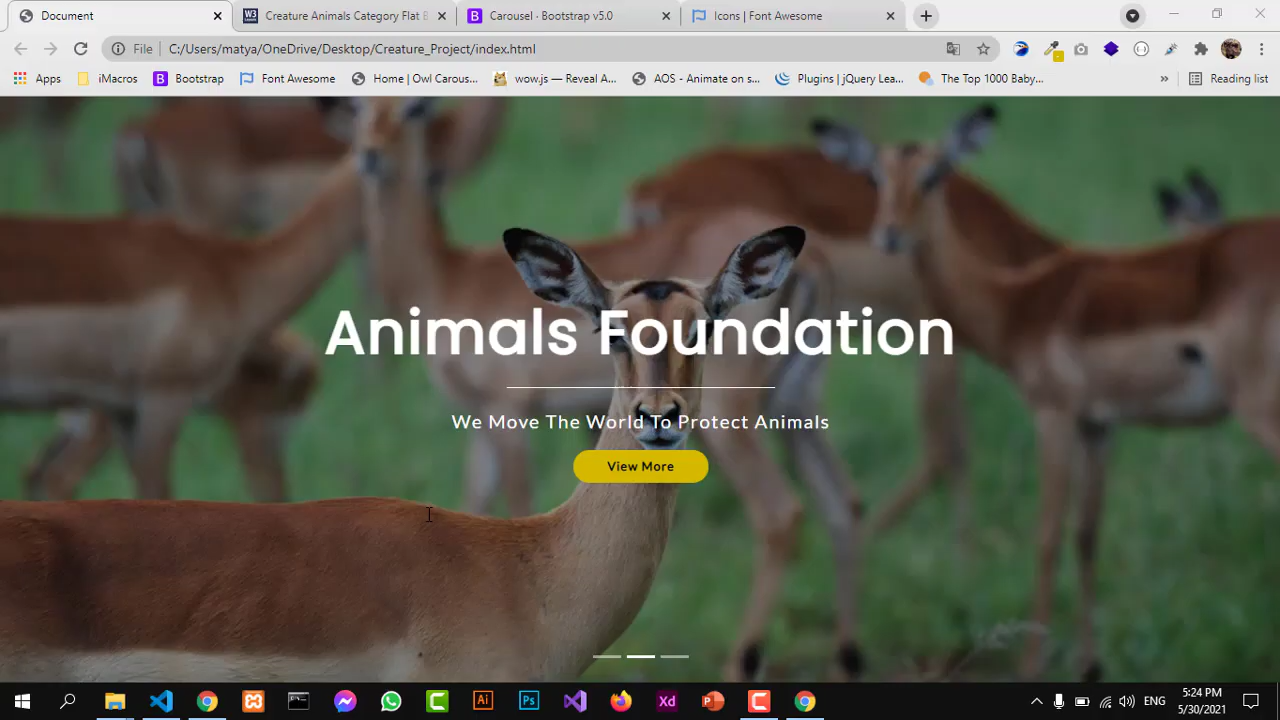 Document
Creature Animals Category Flat B
Carousel · Bootstrap v5.0
Icons | Font Awesome
File
C:/Users/matya/OneDrive/Desktop/Creature_Project/index.html
Apps
iMacros
Bootstrap
Font Awesome
Home | Owl Carous...
wow.js — Reveal A...
AOS - Animate on s...
Plugins | jQuery Lea...
The Top 1000 Baby...
»
Reading list
Animals Foundation
We Move The World To Protect Animals
View More
ENG
5:24 PM
5/30/2021